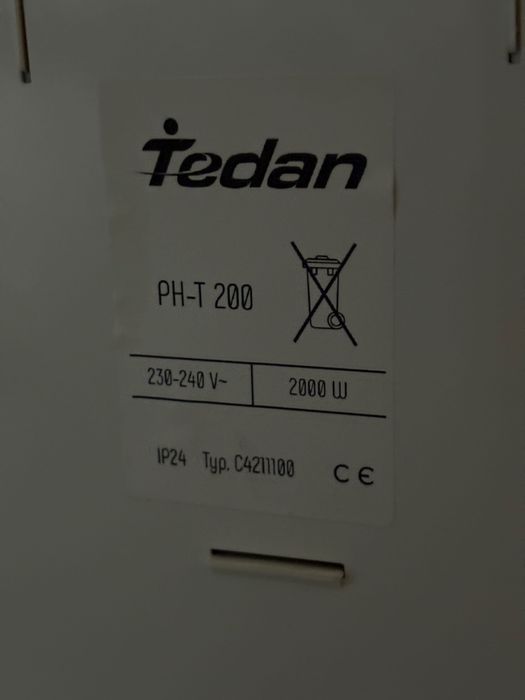 Tedan
PH-T 200
230-240 V~ 2000 W
IP24 Typ. C4211100 CE